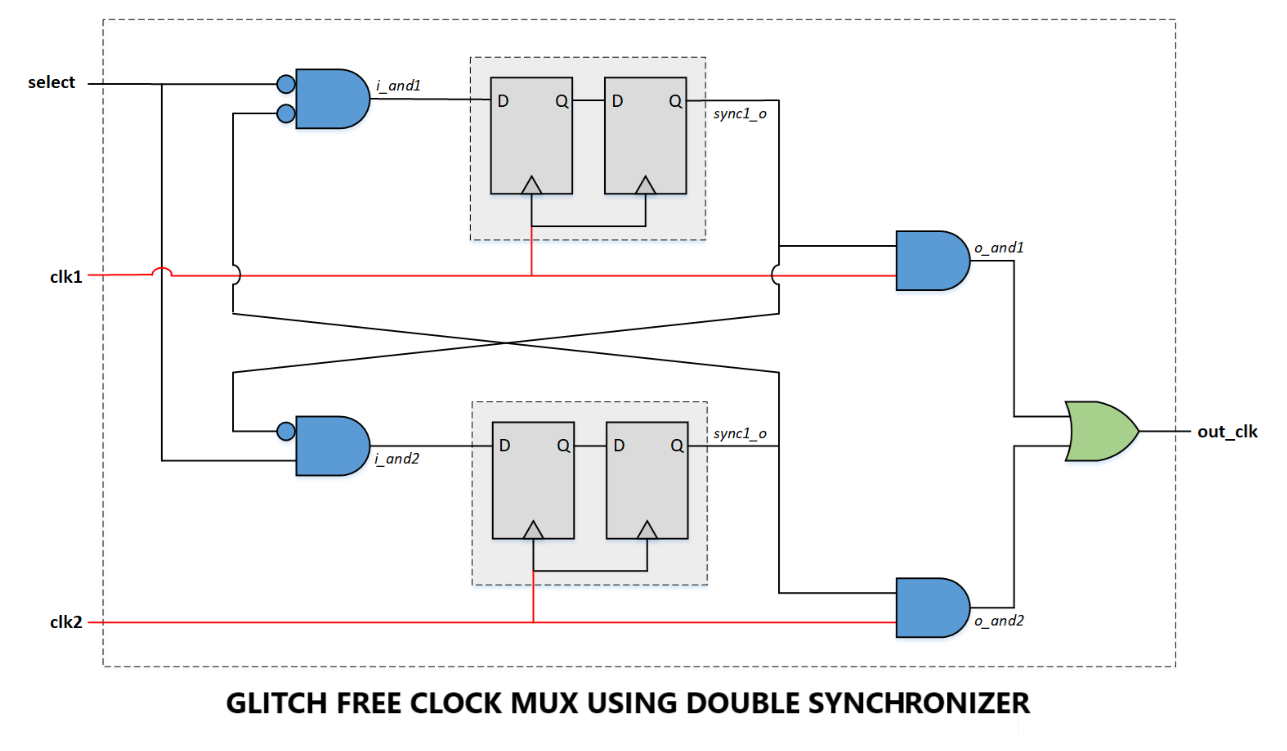 select
i_and1
D
Q
D
Q
sync1_o
clk1
o_and1
out_clk
D
Q
D
Q
sync1_o
i_and2
clk2
o_and2
GLITCH FREE CLOCK MUX USING DOUBLE SYNCHRONIZER